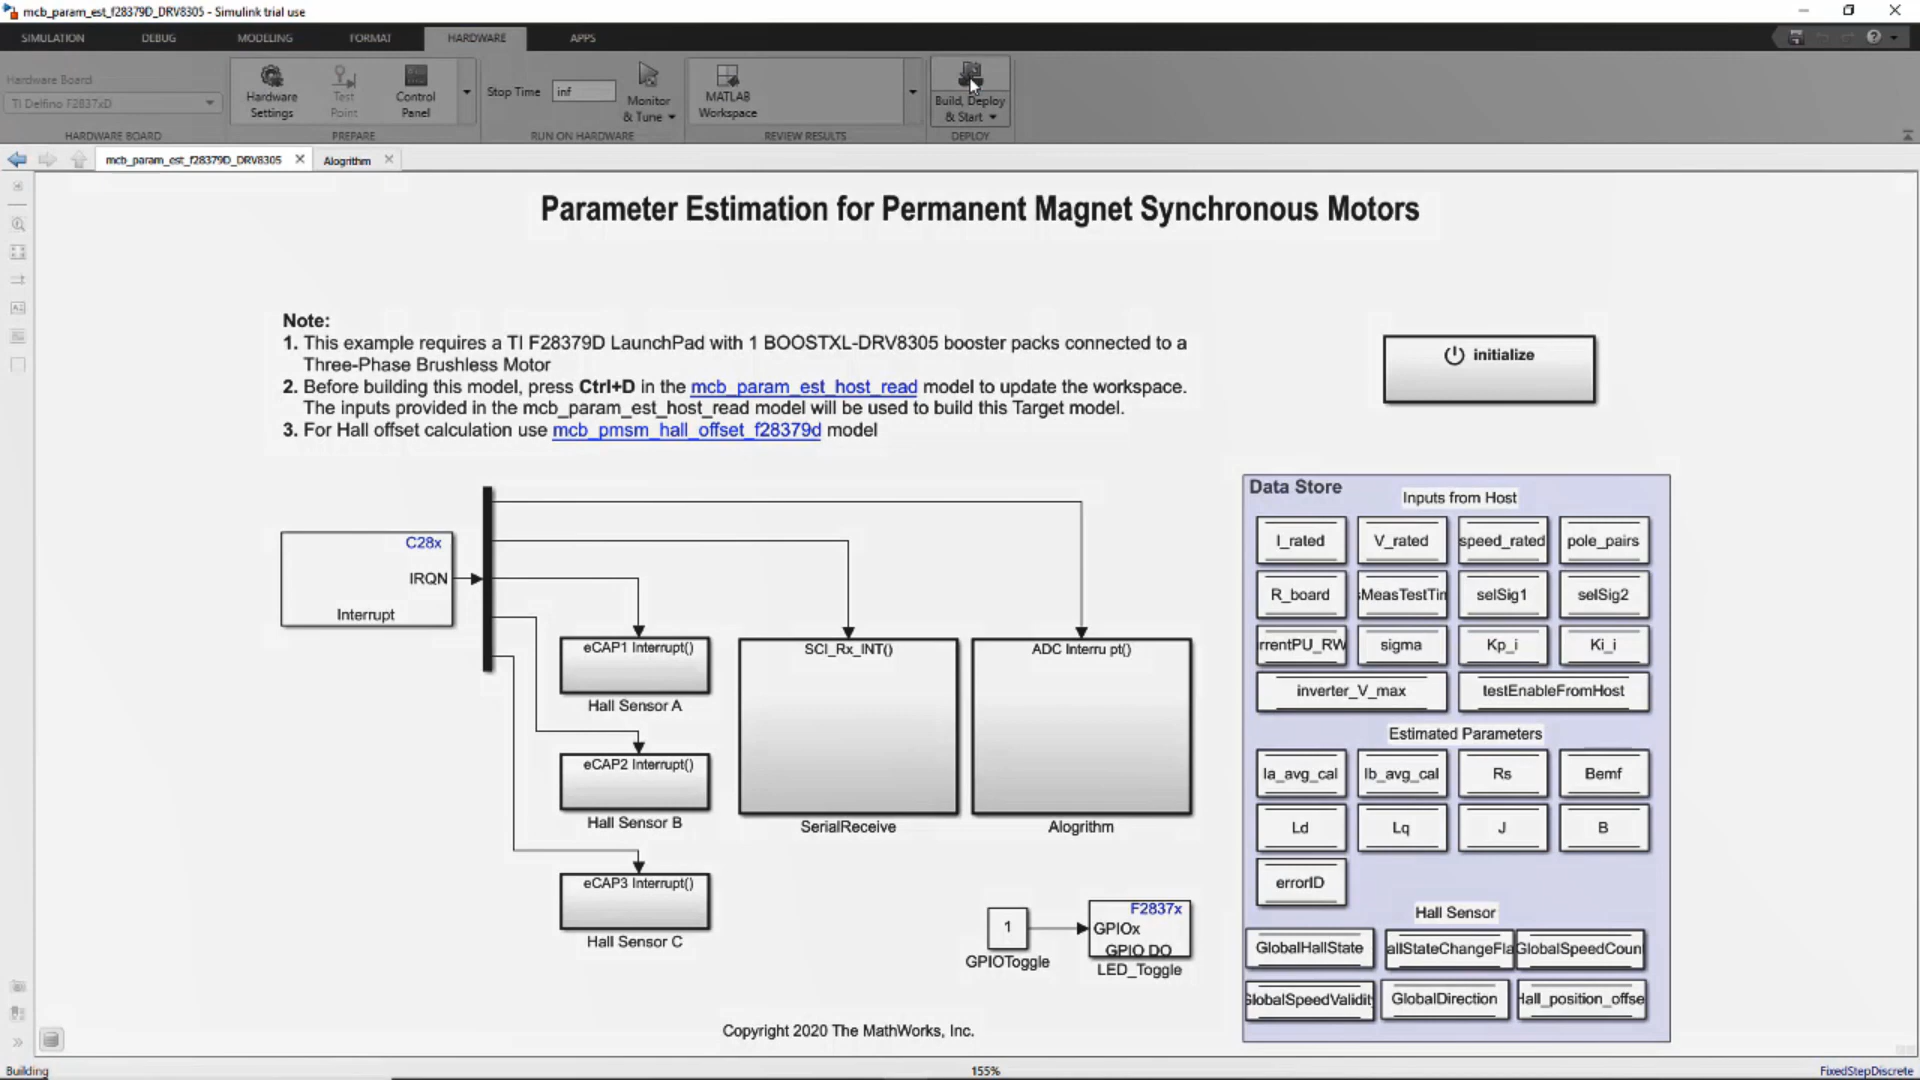 mcb_param_est_f28379D_DRV8305 - Simulink trial use
SIMULATION DEBUG MODELING FORMAT HARDWARE APPS
Hardware Board
TI Delfino F2837xD
Hardware Settings
Test Point
Control Panel
Stop Time inf
Monitor & Tune
MATLAB Workspace
Build, Deploy & Start
HARDWARE BOARD PREPARE RUN ON HARDWARE REVIEW RESULTS DEPLOY
mcb_param_est_f28379D_DRV8305 Alogrithm
Parameter Estimation for Permanent Magnet Synchronous Motors
Note:
1. This example requires a TI F28379D LaunchPad with 1 BOOSTXL-DRV8305 booster packs connected to a
Three-Phase Brushless Motor
2. Before building this model, press Ctrl+D in the mcb_param_est_host_read model to update the workspace.
The inputs provided in the mcb_param_est_host_read model will be used to build this Target model.
3. For Hall offset calculation use mcb_pmsm_hall_offset_f28379d model
initialize
C28x
IRQN
Interrupt
eCAP1 Interrupt()
Hall Sensor A
eCAP2 Interrupt()
Hall Sensor B
eCAP3 Interrupt()
Hall Sensor C
SCI_Rx_INT()
SerialReceive
ADC Interru pt()
Alogrithm
1
GPIOToggle
F2837x
GPIOx
GPIO DO
LED_Toggle
Data Store
Inputs from Host
I_rated V_rated speed_rated pole_pairs
R_board sMeasTestTin selSig1 selSig2
rrentPU_RW sigma Kp_i Ki_i
inverter_V_max testEnableFromHost
Estimated Parameters
Ia_avg_cal Ib_avg_cal Rs Bemf
Ld Lq J B
errorID
Hall Sensor
GlobalHallState allStateChangeFla GlobalSpeedCount
GlobalSpeedValidity GlobalDirection Hall_position_offse
Copyright 2020 The MathWorks, Inc.
Building 155% FixedStepDiscrete